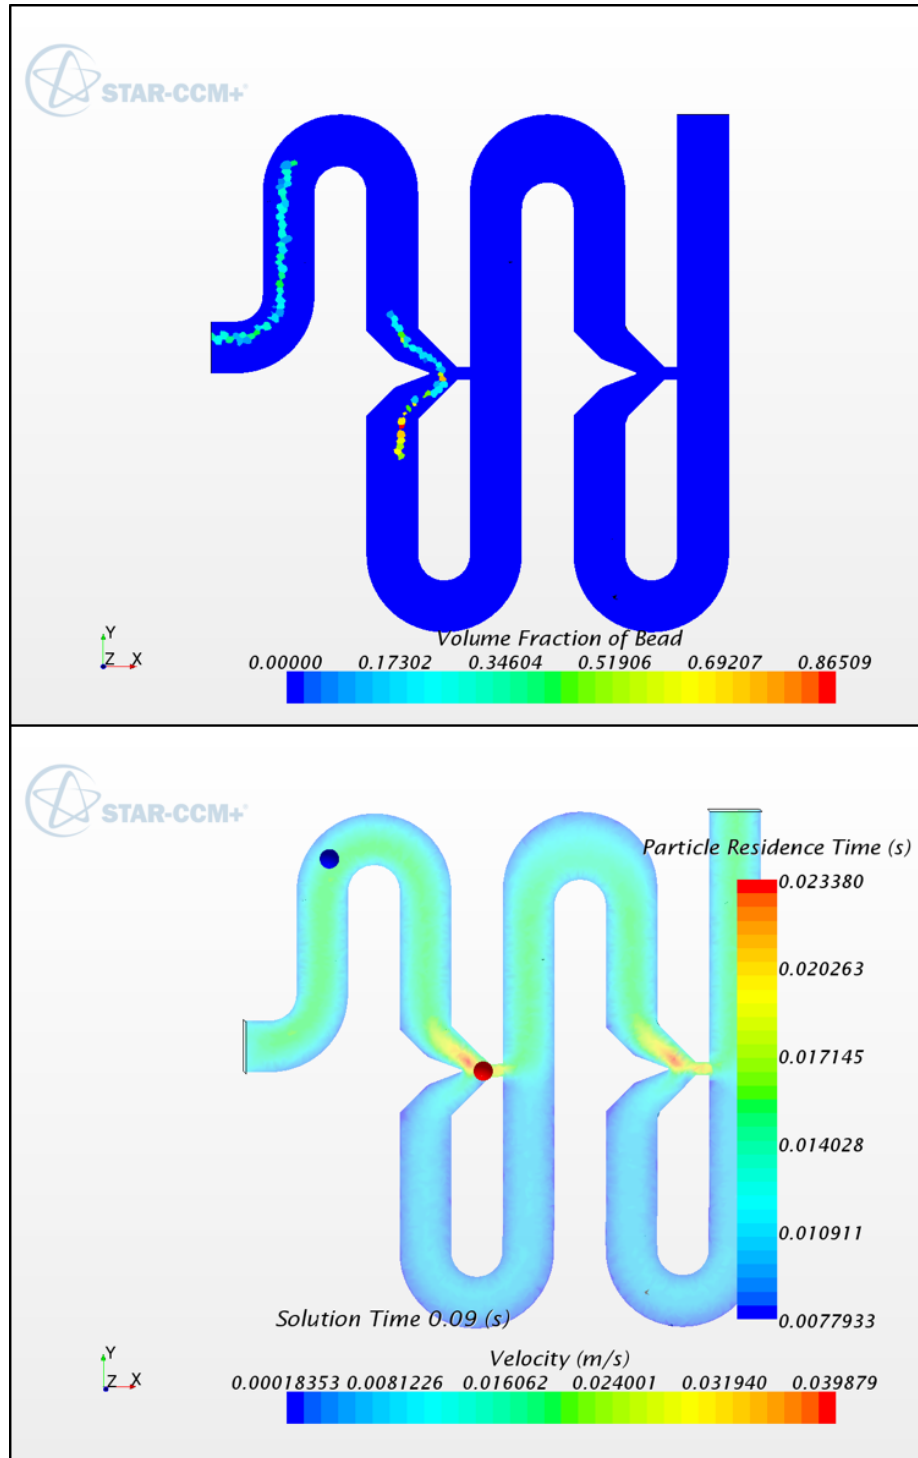 STAR-CCM+®
Volume Fraction of Bead
0.00000 0.17302 0.34604 0.51906 0.69207 0.86509
Y
Z X
STAR-CCM+®
Particle Residence Time (s)
0.023380
0.020263
0.017145
0.014028
0.010911
0.0077933
Solution Time 0.09 (s)
Velocity (m/s)
0.00018353 0.0081226 0.016062 0.024001 0.031940 0.039879
Y
Z X